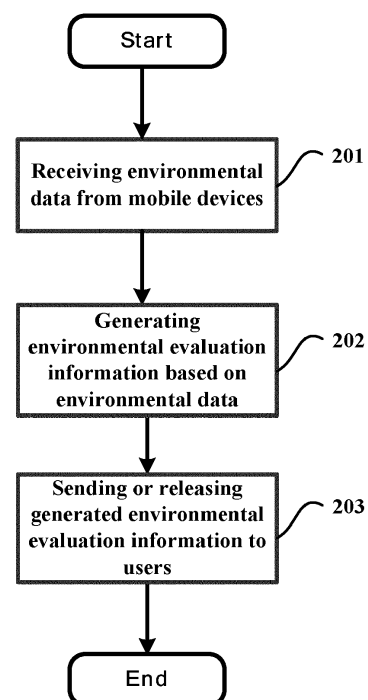 Start
Receiving environmental
data from mobile devices
201
Generating
environmental evaluation
information based on
environmental data
202
Sending or releasing
generated environmental
evaluation information to
users
203
End